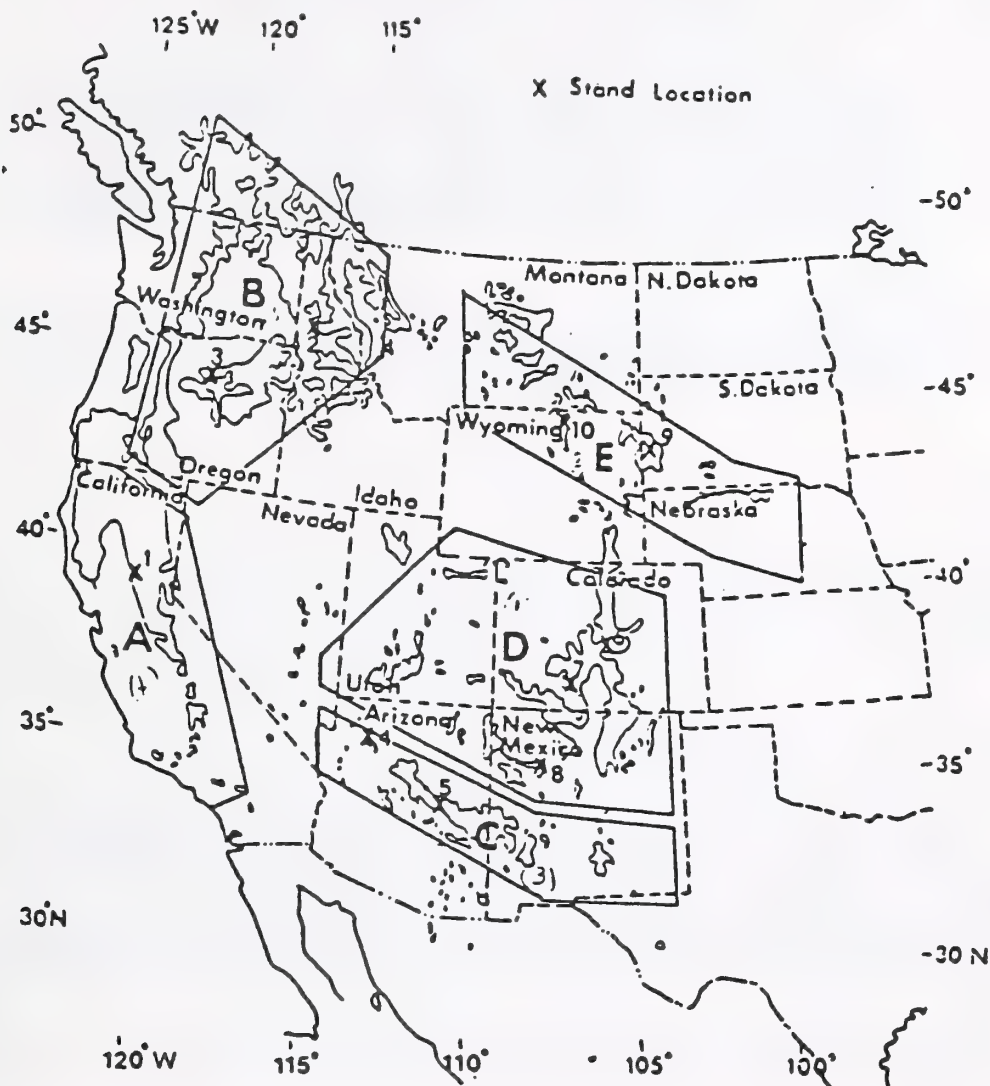 125°W 120° 115°
X Stand Location
50°-
-50°
Montana N.Dakota
B
Washington
45°-
3
S.Dakota
-45°
Wyoming 10
9
E
Oregon
California
Idaho
Nevada
Nebraska
40°-
X 1
Colorado
-40°
A
D
Utah
35°-
Arizona
New
Mexico
4
8
-35°
5
C
(3)
30°N
-30 N
120°W 115° 110° 105° 100°